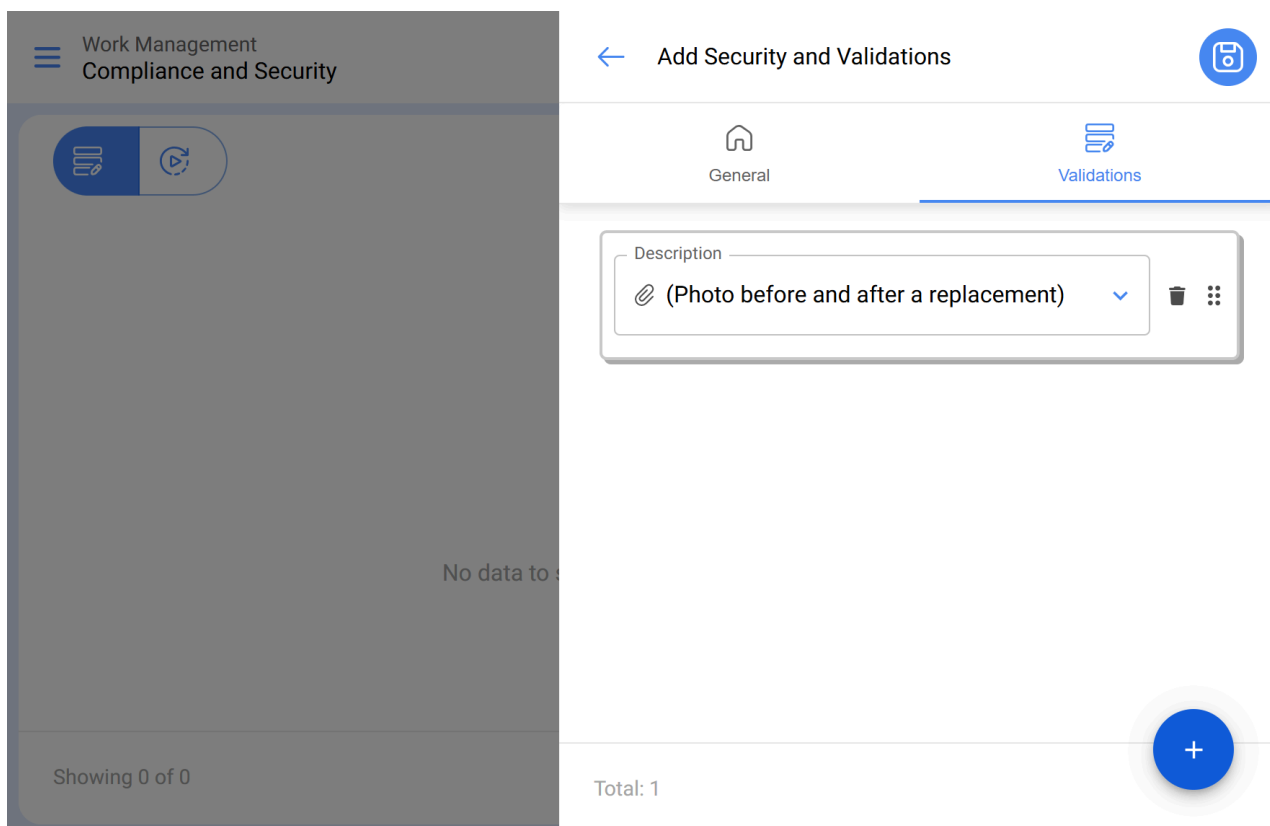 Work Management
Compliance and Security
No data to
Showing 0 of 0
Add Security and Validations
General
Validations
Description
(Photo before and after a replacement)
Total: 1